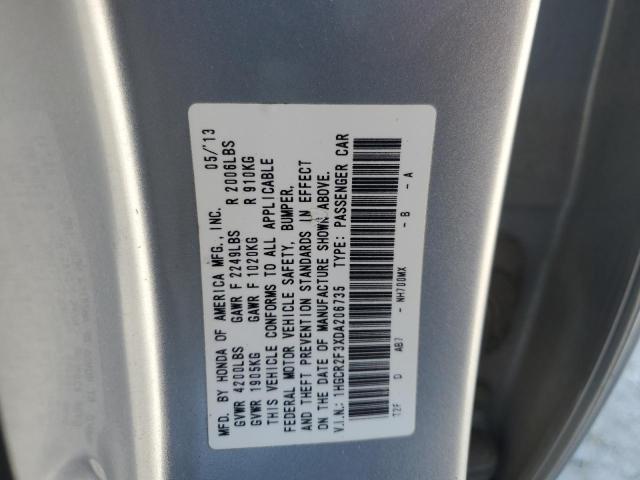 MFD. BY HONDA OF AMERICA MFG., INC. 05/'13
GVWR 4200LBS GAWR F 2249LBS R 2006LBS
GVWR 1905KG GAWR F 1020KG R 910KG
THIS VEHICLE CONFORMS TO ALL APPLICABLE
FEDERAL MOTOR VEHICLE SAFETY, BUMPER,
AND THEFT PREVENTION STANDARDS IN EFFECT
ON THE DATE OF MANUFACTURE SHOWN ABOVE.
V.I.N.: 1HGCR2F3XDA206735 TYPE: PASSENGER CAR
T2F D AB7 - NH700MX - B - A